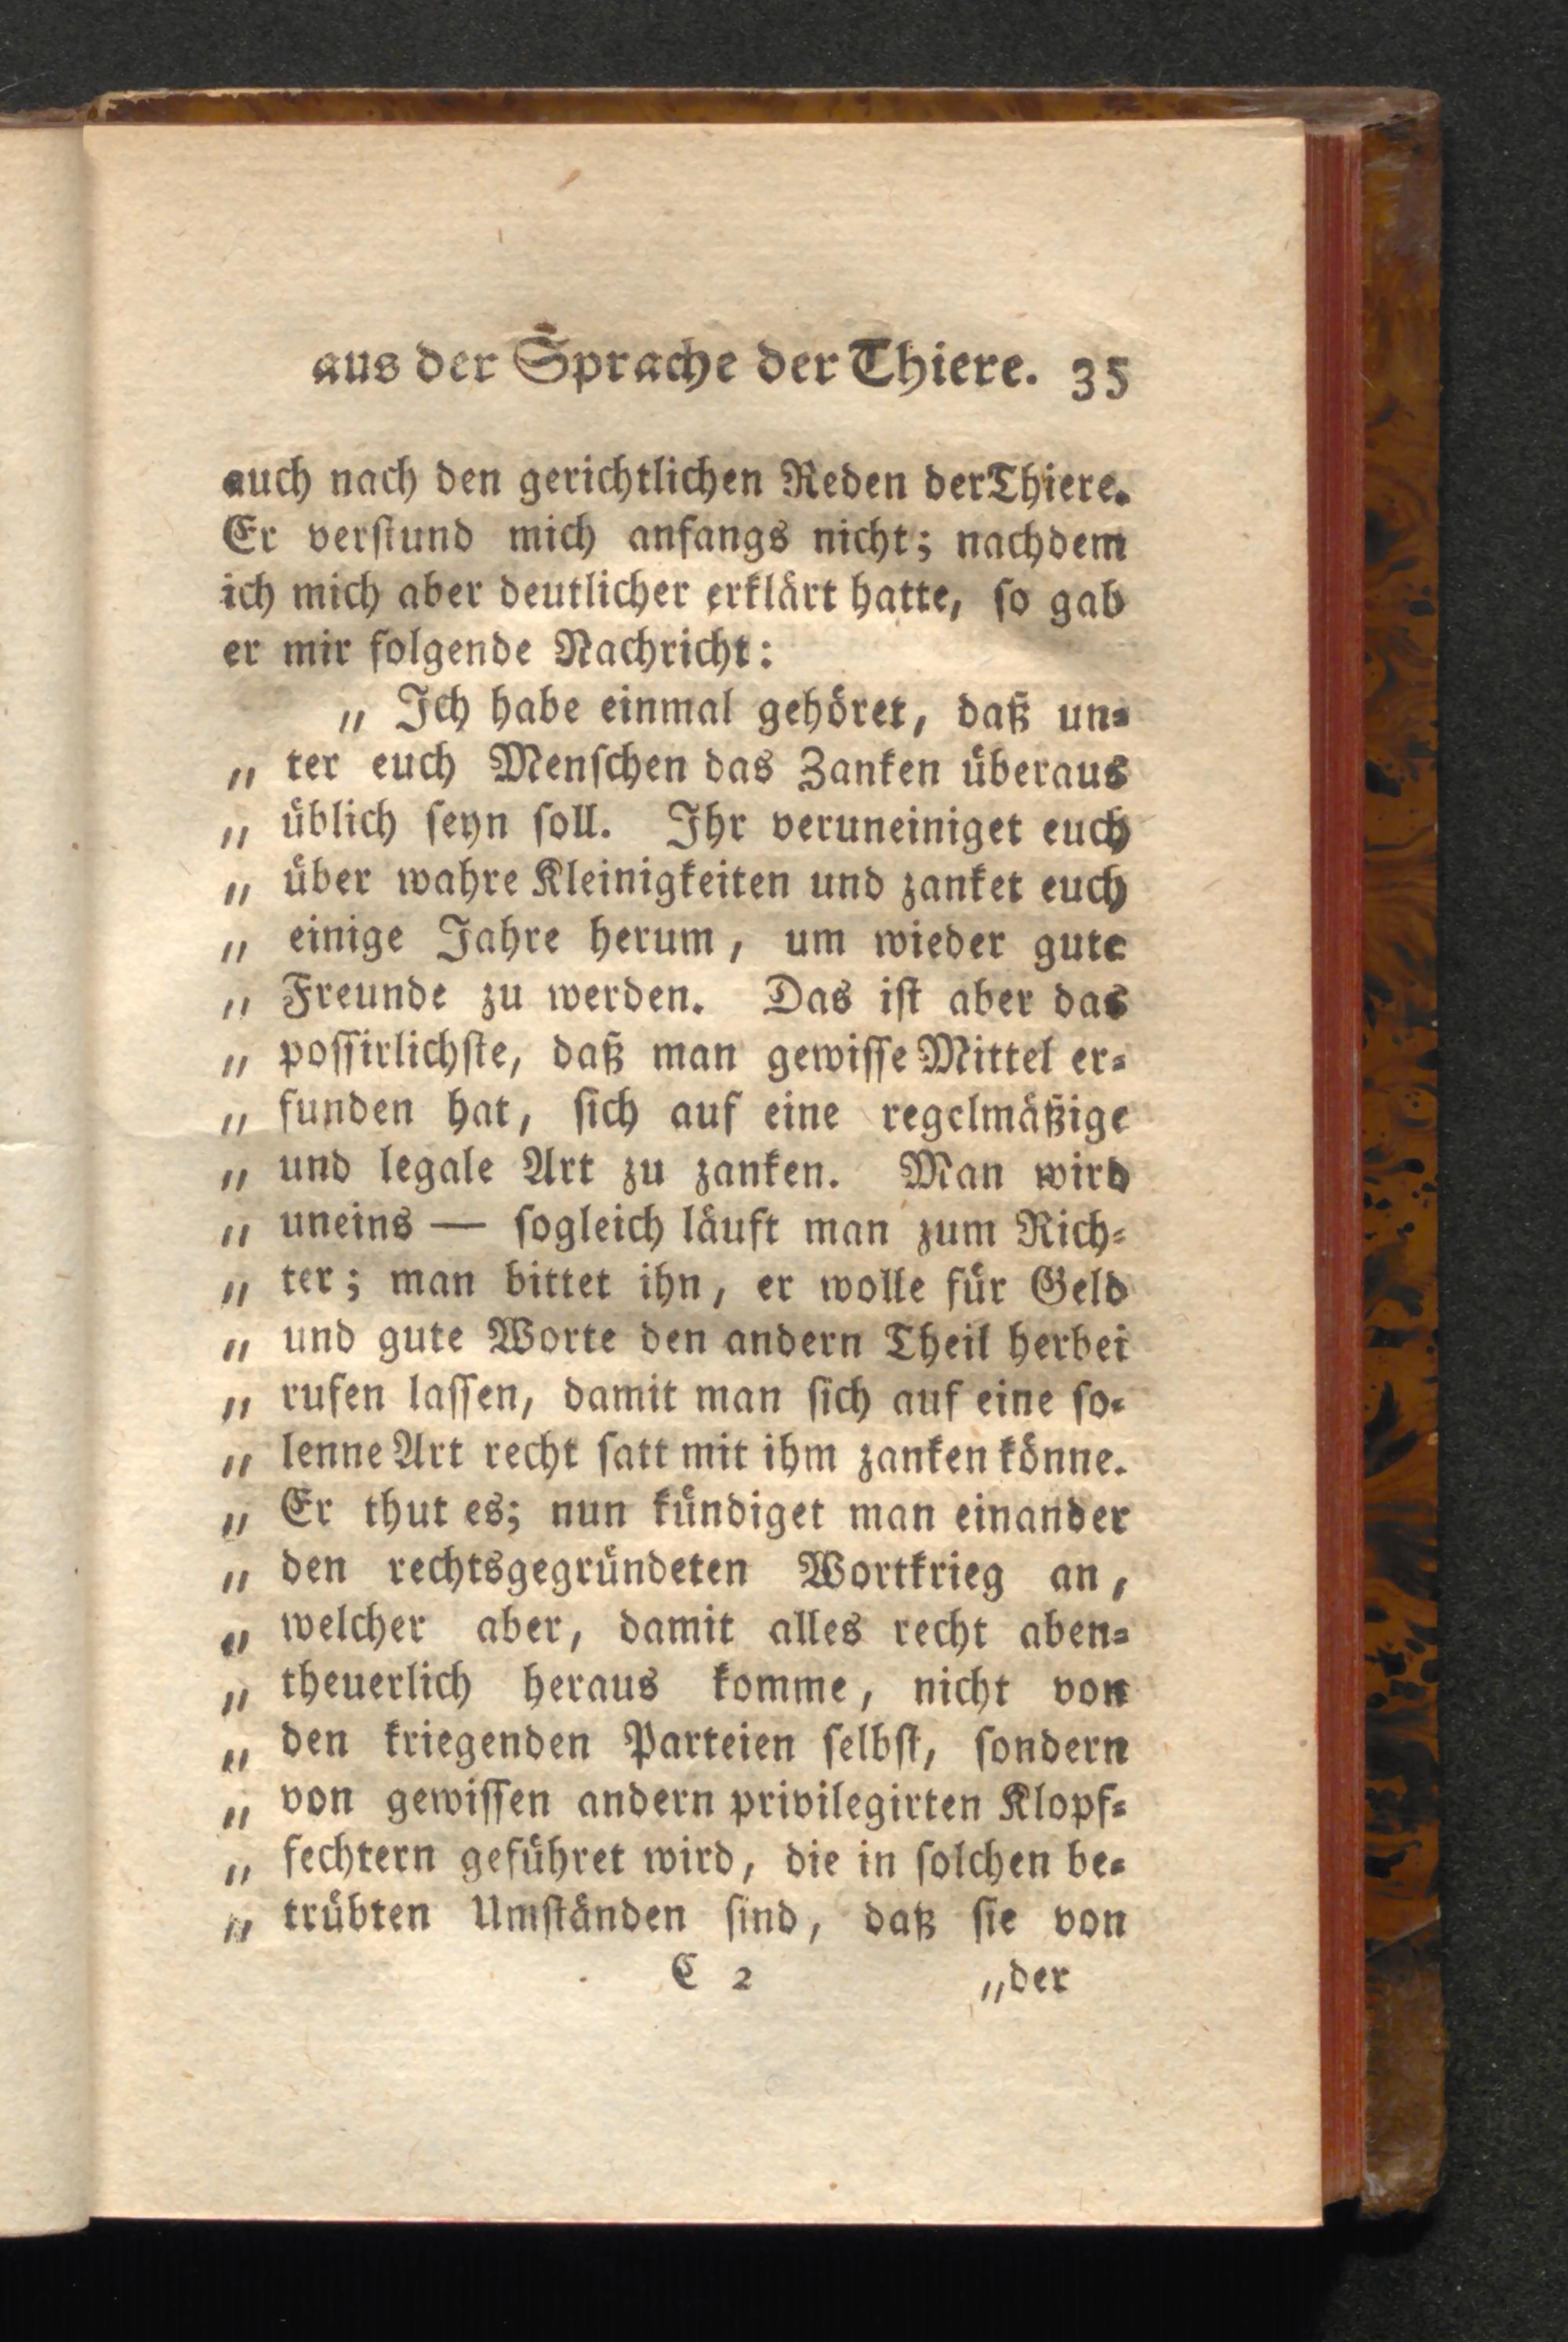 aus der Sprache der Thiere. 35
auch nach den gerichtlichen Reden der Thiere.
Er verstund mich anfangs nicht; nachdem
ich mich aber deutlicher erklärt hatte, so gab
er mir folgende Nachricht:
„ Ich habe einmal gehöret, daß un-
„ ter euch Menschen das Zanken überaus
„ üblich seyn soll. Ihr veruneiniget euch
„ über wahre Kleinigkeiten und zanket euch
„ einige Jahre herum, um wieder gute
„ Freunde zu werden. Das ist aber das
„ possirlichste, daß man gewisse Mittel er-
„ funden hat, sich auf eine regelmäßige
„ und legale Art zu zanken. Man wird
„ uneins — sogleich läuft man zum Rich-
„ ter; man bittet ihn, er wolle für Geld
„ und gute Worte den andern Theil herbei
„ rufen lassen, damit man sich auf eine so-
„ lenne Art recht satt mit ihm zanken könne.
„ Er thut es; nun kündiget man einander
„ den rechtsgegründeten Wortkrieg an,
„ welcher aber, damit alles recht aben-
„ theuerlich heraus komme, nicht von
„ den kriegenden Parteien selbst, sondern
„ von gewissen andern privilegirten Klopf-
„ fechtern geführet wird, die in solchen be-
„ trübten Umständen sind, daß sie von
C 2 „der